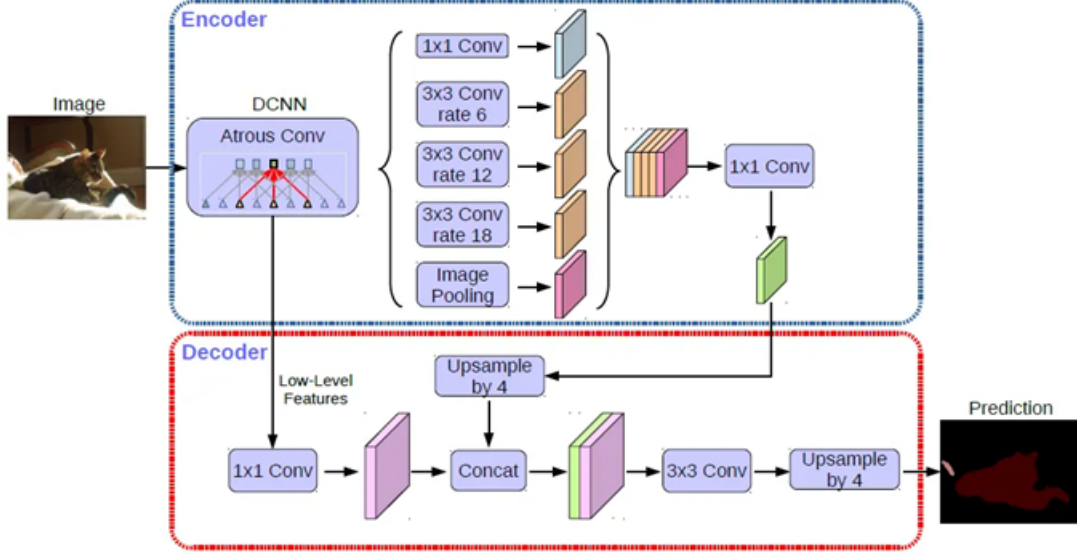 Encoder
Image
DCNN
Atrous Conv
1x1 Conv
3x3 Conv
rate 6
3x3 Conv
rate 12
3x3 Conv
rate 18
Image
Pooling
1x1 Conv
Decoder
Low-Level
Features
Upsample
by 4
1x1 Conv
Concat
3x3 Conv
Upsample
by 4
Prediction